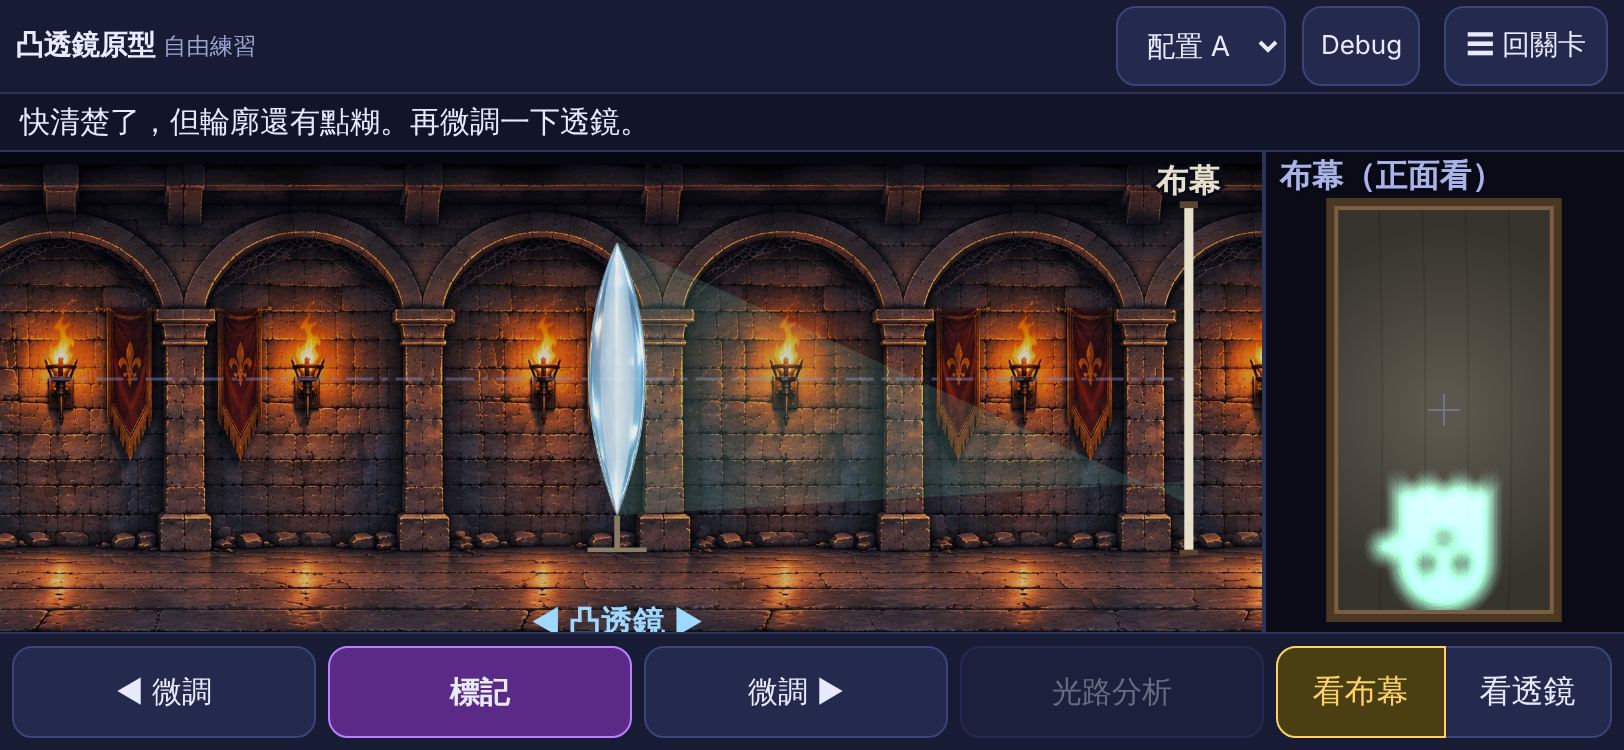 凸透鏡原型 自由練習
配置 A
Debug
☰ 回關卡
快清楚了，但輪廓還有點糊。再微調一下透鏡。
布幕
布幕（正面看）
◀ 凸透鏡 ▶
◀ 微調
標記
微調 ▶
光路分析
看布幕
看透鏡